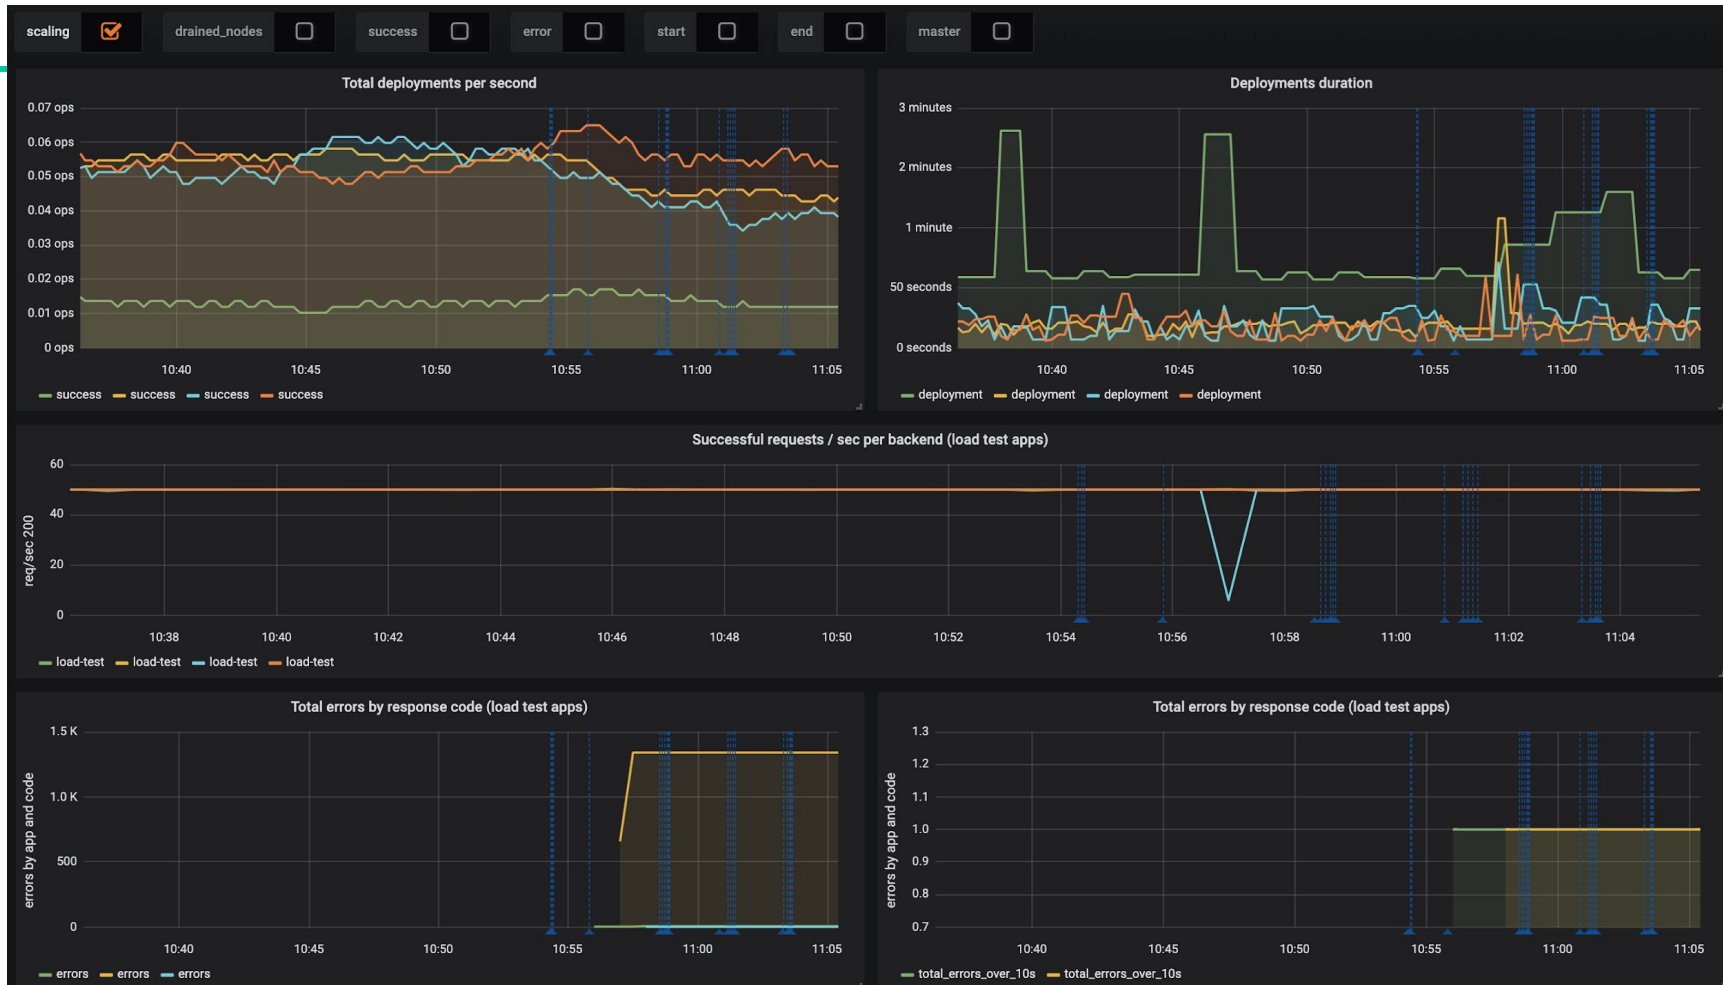 scaling drained_nodes success error start end master
Total deployments per second
0.07 ops
0.06 ops
0.05 ops
0.04 ops
0.03 ops
0.02 ops
0.01 ops
0 ops
10:40 10:45 10:50 10:55 11:00 11:05
success success success success
Deployments duration
3 minutes
2 minutes
1 minute
50 seconds
0 seconds
10:40 10:45 10:50 10:55 11:00 11:05
deployment deployment deployment deployment
Successful requests / sec per backend (load test apps)
req/sec 200
60
40
20
0
10:38 10:40 10:42 10:44 10:46 10:48 10:50 10:52 10:54 10:56 10:58 11:00 11:02 11:04
load-test load-test load-test load-test
Total errors by response code (load test apps)
errors by app and code
1.5 K
1.0 K
500
0
10:40 10:45 10:50 10:55 11:00 11:05
errors errors errors
Total errors by response code (load test apps)
errors by app and code
1.3
1.2
1.1
1.0
0.9
0.8
0.7
10:40 10:45 10:50 10:55 11:00 11:05
total_errors_over_10s total_errors_over_10s